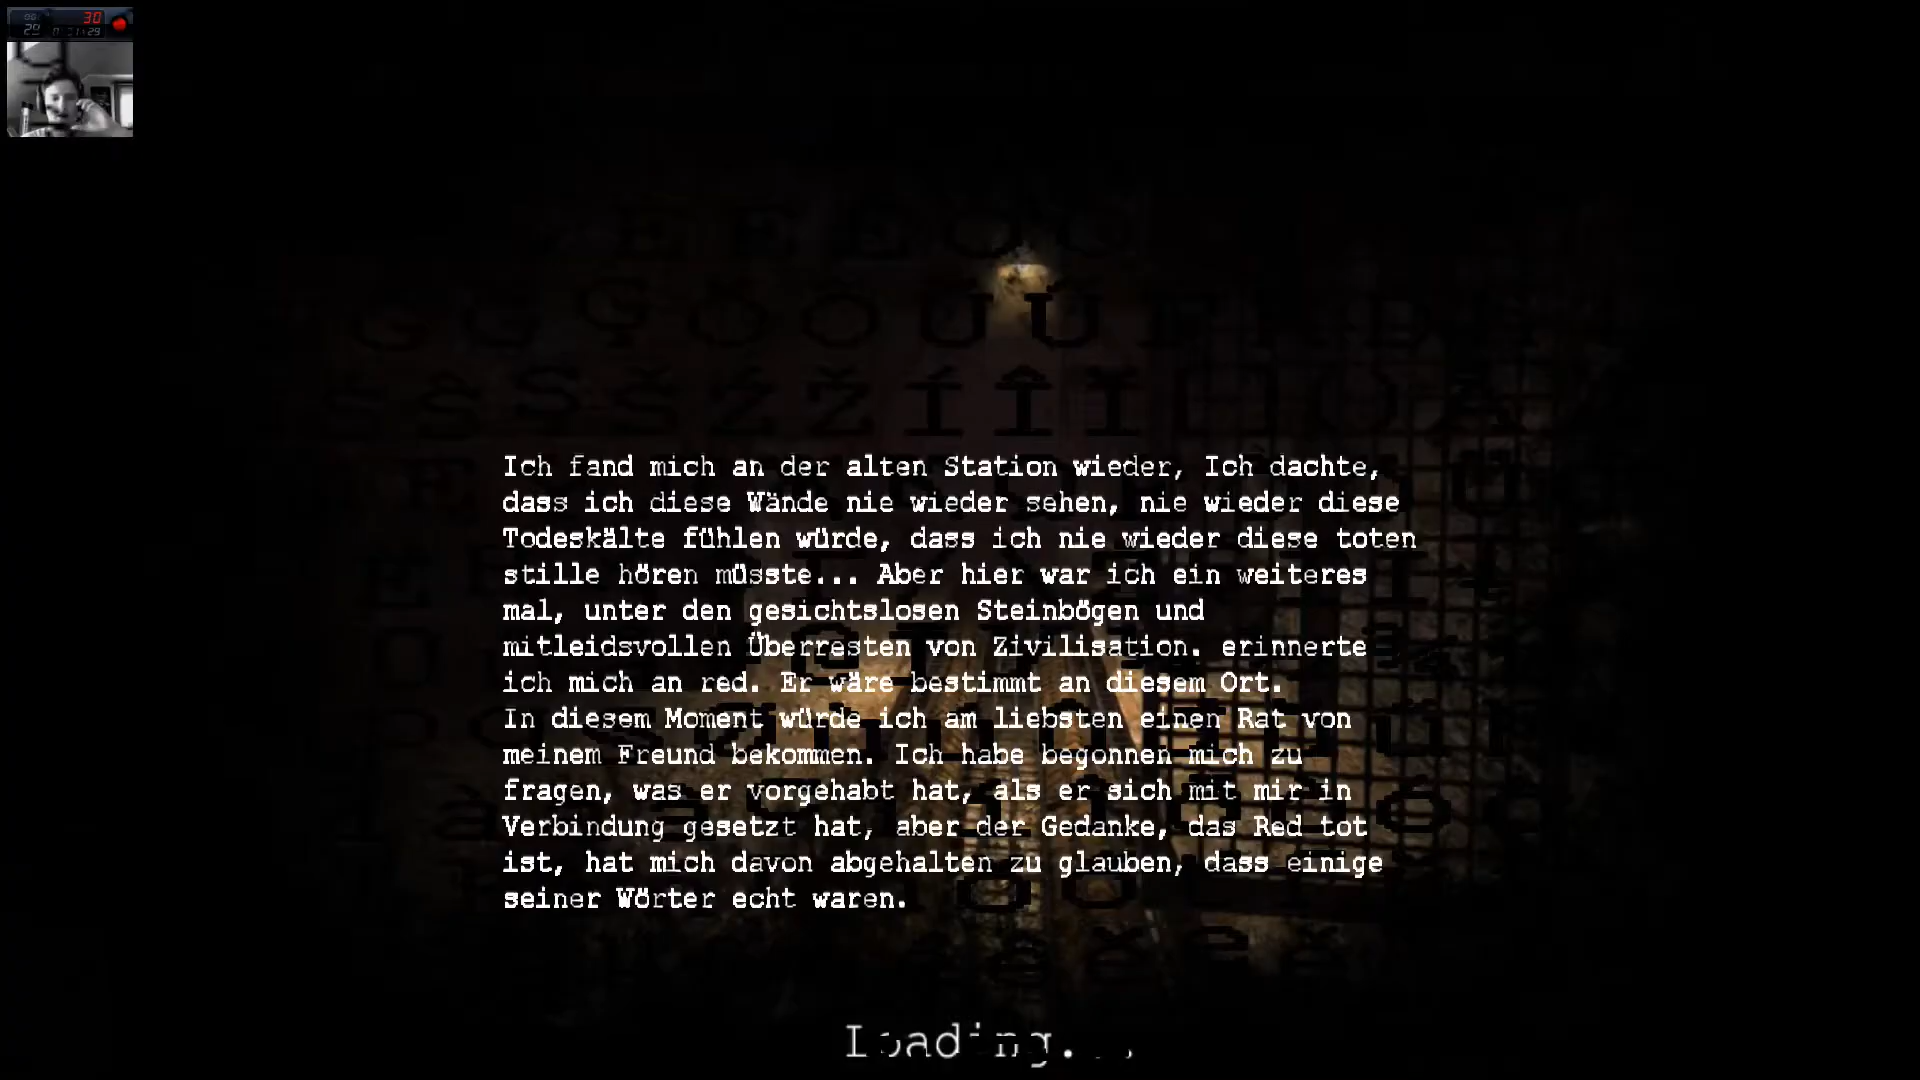 30
29
Ich fand mich an der alten Station wieder, Ich dachte,
dass ich diese Wände nie wieder sehen, nie wieder diese
Todeskälte fühlen würde, dass ich nie wieder diese toten
stille hören müsste... Aber hier war ich ein weiteres
mal, unter den gesichtslosen Steinbögen und
mitleidsvollen Überresten von Zivilisation. erinnerte
ich mich an red. Er wäre bestimmt an diesem Ort.
In diesem Moment würde ich am liebsten einen Rat von
meinem Freund bekommen. Ich habe begonnen mich zu
fragen, was er vorgehabt hat, als er sich mit mir in
Verbindung gesetzt hat, aber der Gedanke, das Red tot
ist, hat mich davon abgehalten zu glauben, dass einige
seiner Wörter echt waren.
Loading...